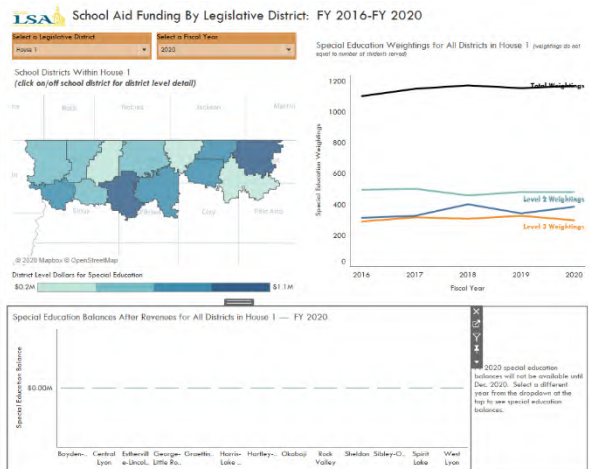 LSA School Aid Funding By Legislative District: FY 2016-FY 2020
Select a Legislative District
House 1
Select a Fiscal Year
2020
School Districts Within House 1
(click on/off school district for district level detail)
Rock
Jackson
Sioux
Clay
Palo Alto
© 2020 Mapbox © OpenStreetMap
District Level Dollars for Special Education
$0.2M
$1.1M
Special Education Weightings for All Districts in House 1 (weightings do not
equal to number of students served)
Special Education Weightings
1200
1000
800
600
400
200
0
Total Weightings
Level 2 Weightings
Level 2 Weightings
2016
2017
2018
2019
2020
Fiscal Year
Special Education Balances After Revenues for All Districts in House 1 — FY 2020
Special Education Balance
$0.00M
Boyden-..
Central
Lyon
Esthervill
e-Lincol..
George-
Little Ro..
Graettin..
Harris-
Lake ..
Hartley-..
Okoboji
Rock
Valley
Sheldon
Sibley-O..
Spirit
Lake
West
Lyon
2020 special education
balances will not be available until
Dec. 2020. Select a different
year from the dropdown at the
top to see special education
balances.